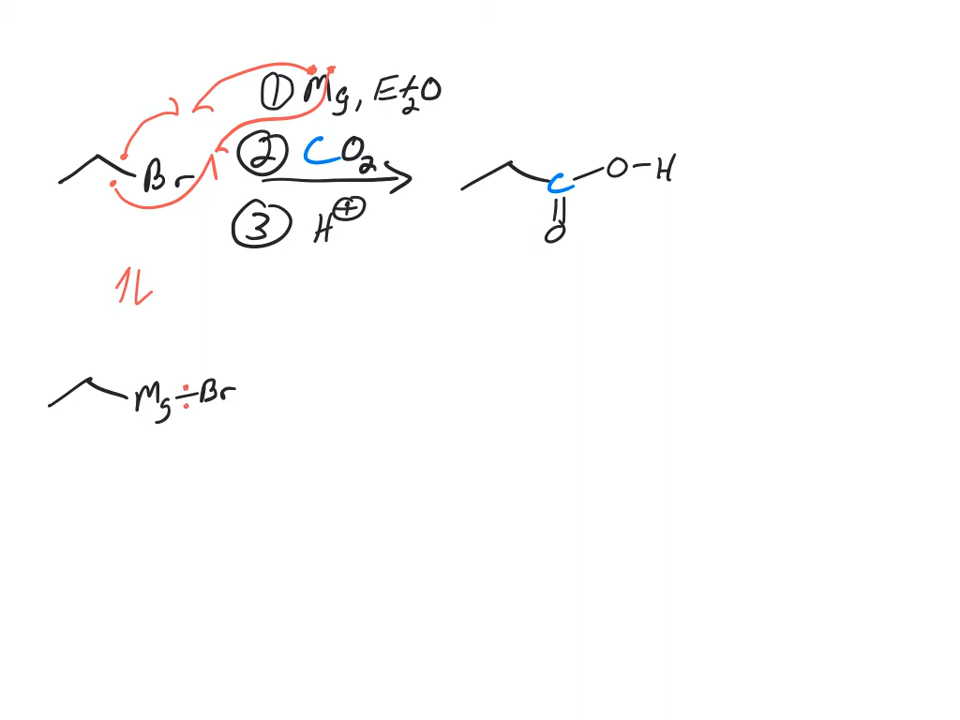 ① Mg, Et₂O
② CO₂
Br
C O-H
③ H⊕
O
Mg-Br